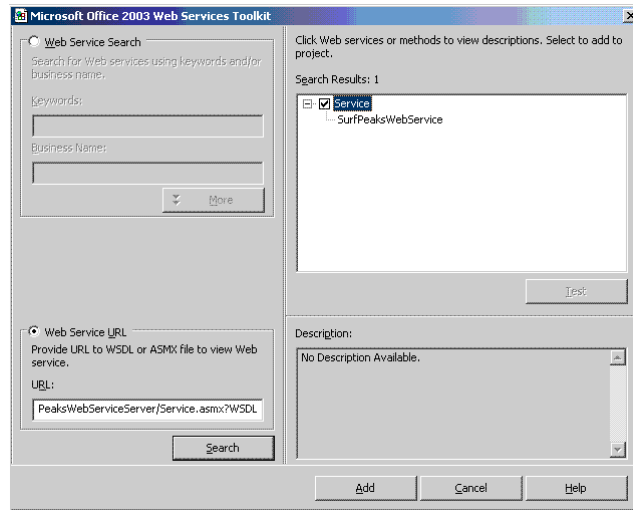 Microsoft Office 2003 Web Services Toolkit
Web Service Search
Search for Web services using keywords and/or
business name.
Keywords:
Business Name:
More
Web Service URL
Provide URL to WSDL or ASMX file to view Web
service.
URL:
PeaksWebServiceServer/Service.asmx?WSDL
Search
Click Web services or methods to view descriptions. Select to add to
project.
Search Results: 1
Service
SurfPeaksWebService
Test
Description:
No Description Available.
Add
Cancel
Help